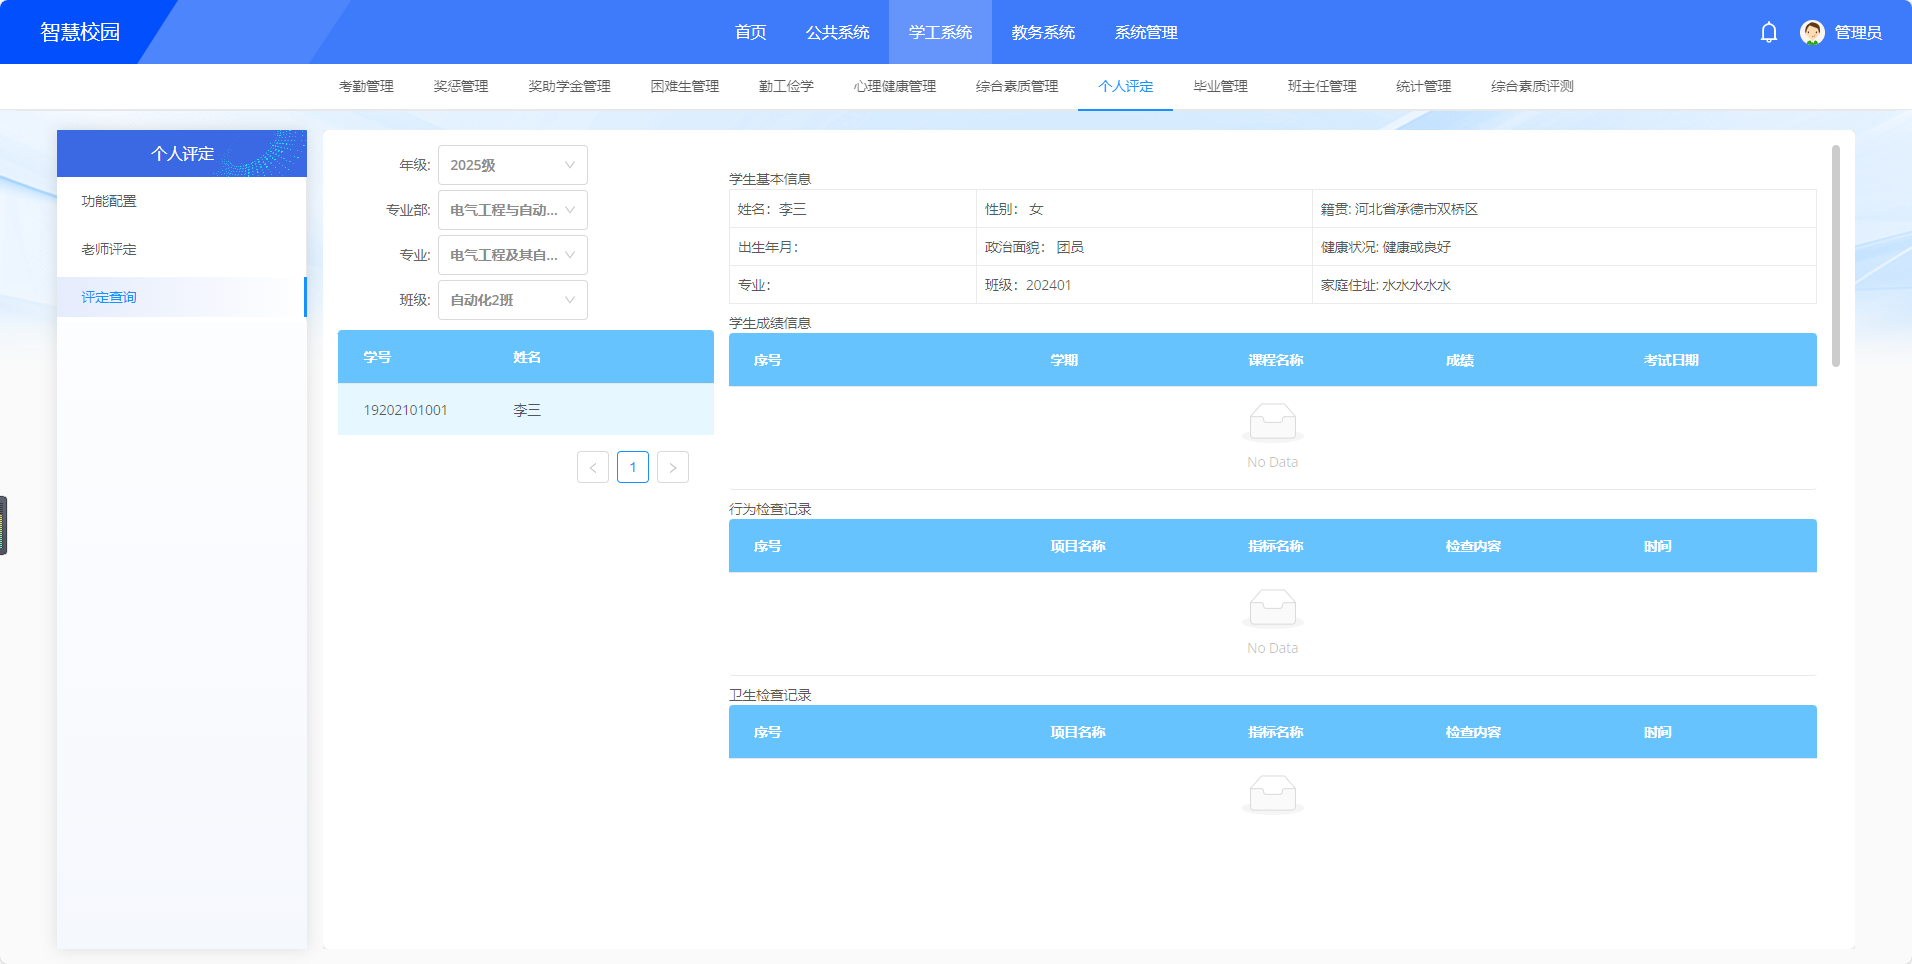 智慧校园
首页 公共系统 学工系统 教务系统 系统管理
管理员
考勤管理 奖惩管理 奖助学金管理 困难生管理 勤工俭学 心理健康管理 综合素质管理 个人评定 毕业管理 班主任管理 统计管理 综合素质评测
个人评定
功能配置
老师评定
评定查询
年级: 2025级
专业部: 电气工程与自动...
专业: 电气工程及其自...
班级: 自动化2班
学号 姓名
19202101001 李三
< 1 >
学生基本信息
姓名：李三 性别： 女 籍贯: 河北省承德市双桥区
出生年月： 政治面貌： 团员 健康状况: 健康或良好
专业： 班级：202401 家庭住址: 水水水水水
学生成绩信息
序号 学期 课程名称 成绩 考试日期
No Data
行为检查记录
序号 项目名称 指标名称 检查内容 时间
No Data
卫生检查记录
序号 项目名称 指标名称 检查内容 时间